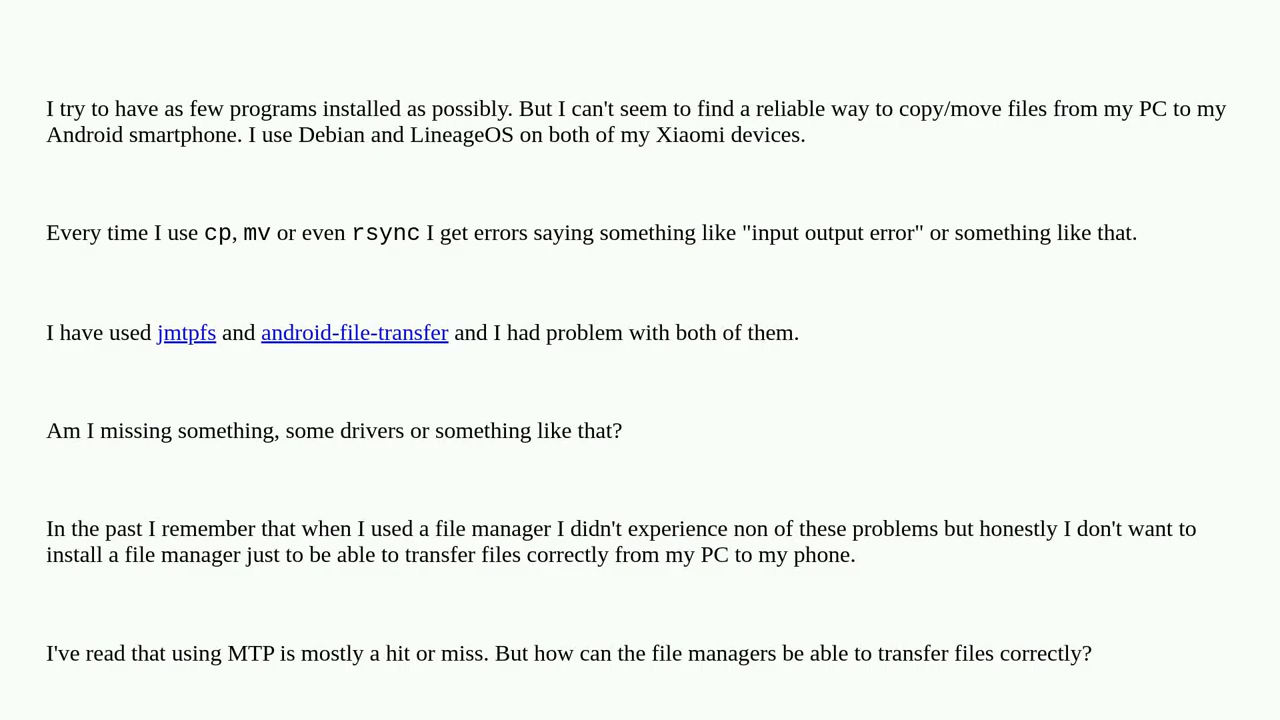 I try to have as few programs installed as possibly. But I can't seem to find a reliable way to copy/move files from my PC to my
Android smartphone. I use Debian and LineageOS on both of my Xiaomi devices.
Every time I use cp, mv or even rsync I get errors saying something like "input output error" or something like that.
I have used jmtpfs and android-file-transfer and I had problem with both of them.
Am I missing something, some drivers or something like that?
In the past I remember that when I used a file manager I didn't experience non of these problems but honestly I don't want to
install a file manager just to be able to transfer files correctly from my PC to my phone.
I've read that using MTP is mostly a hit or miss. But how can the file managers be able to transfer files correctly?